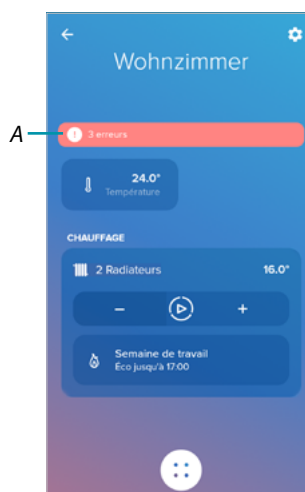 Wohnzimmer
A
3 erreurs
24.0°
Température
CHAUFFAGE
2 Radiateurs 16.0°
Semaine de travail
Éco jusqu'à 17:00